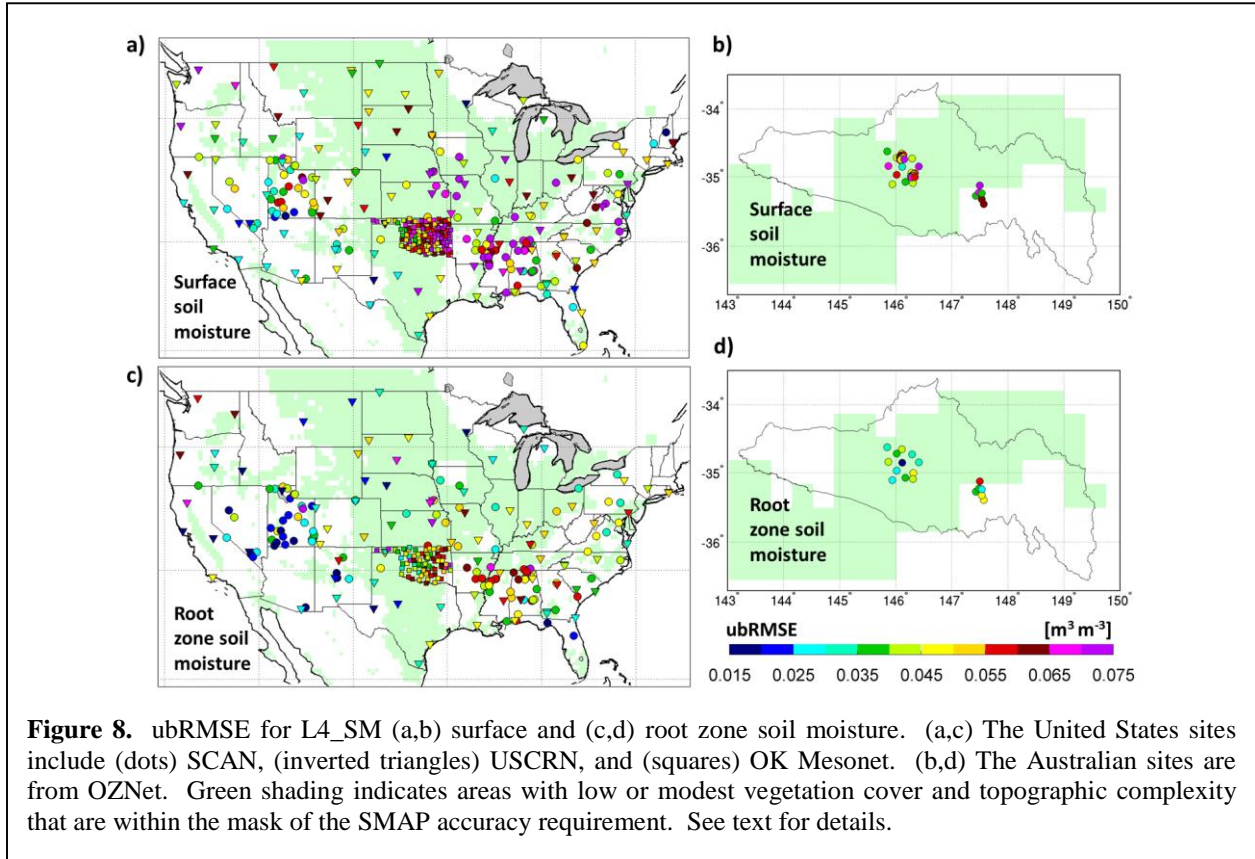 a)
Surface
soil
moisture
b)
-34
-35
-36
Surface
soil
moisture
143° 144° 145° 146° 147° 148° 149° 150°
c)
Root
zone soil
moisture
d)
-34
-35
-36
Root
zone soil
moisture
143° 144° 145° 146° 147° 148° 149° 150°
ubRMSE [m³ m⁻³]
0.015 0.025 0.035 0.045 0.055 0.065 0.075
Figure 8. ubRMSE for L4_SM (a,b) surface and (c,d) root zone soil moisture. (a,c) The United States sites
include (dots) SCAN, (inverted triangles) USCRN, and (squares) OK Mesonet. (b,d) The Australian sites are
from OZNet. Green shading indicates areas with low or modest vegetation cover and topographic complexity
that are within the mask of the SMAP accuracy requirement. See text for details.